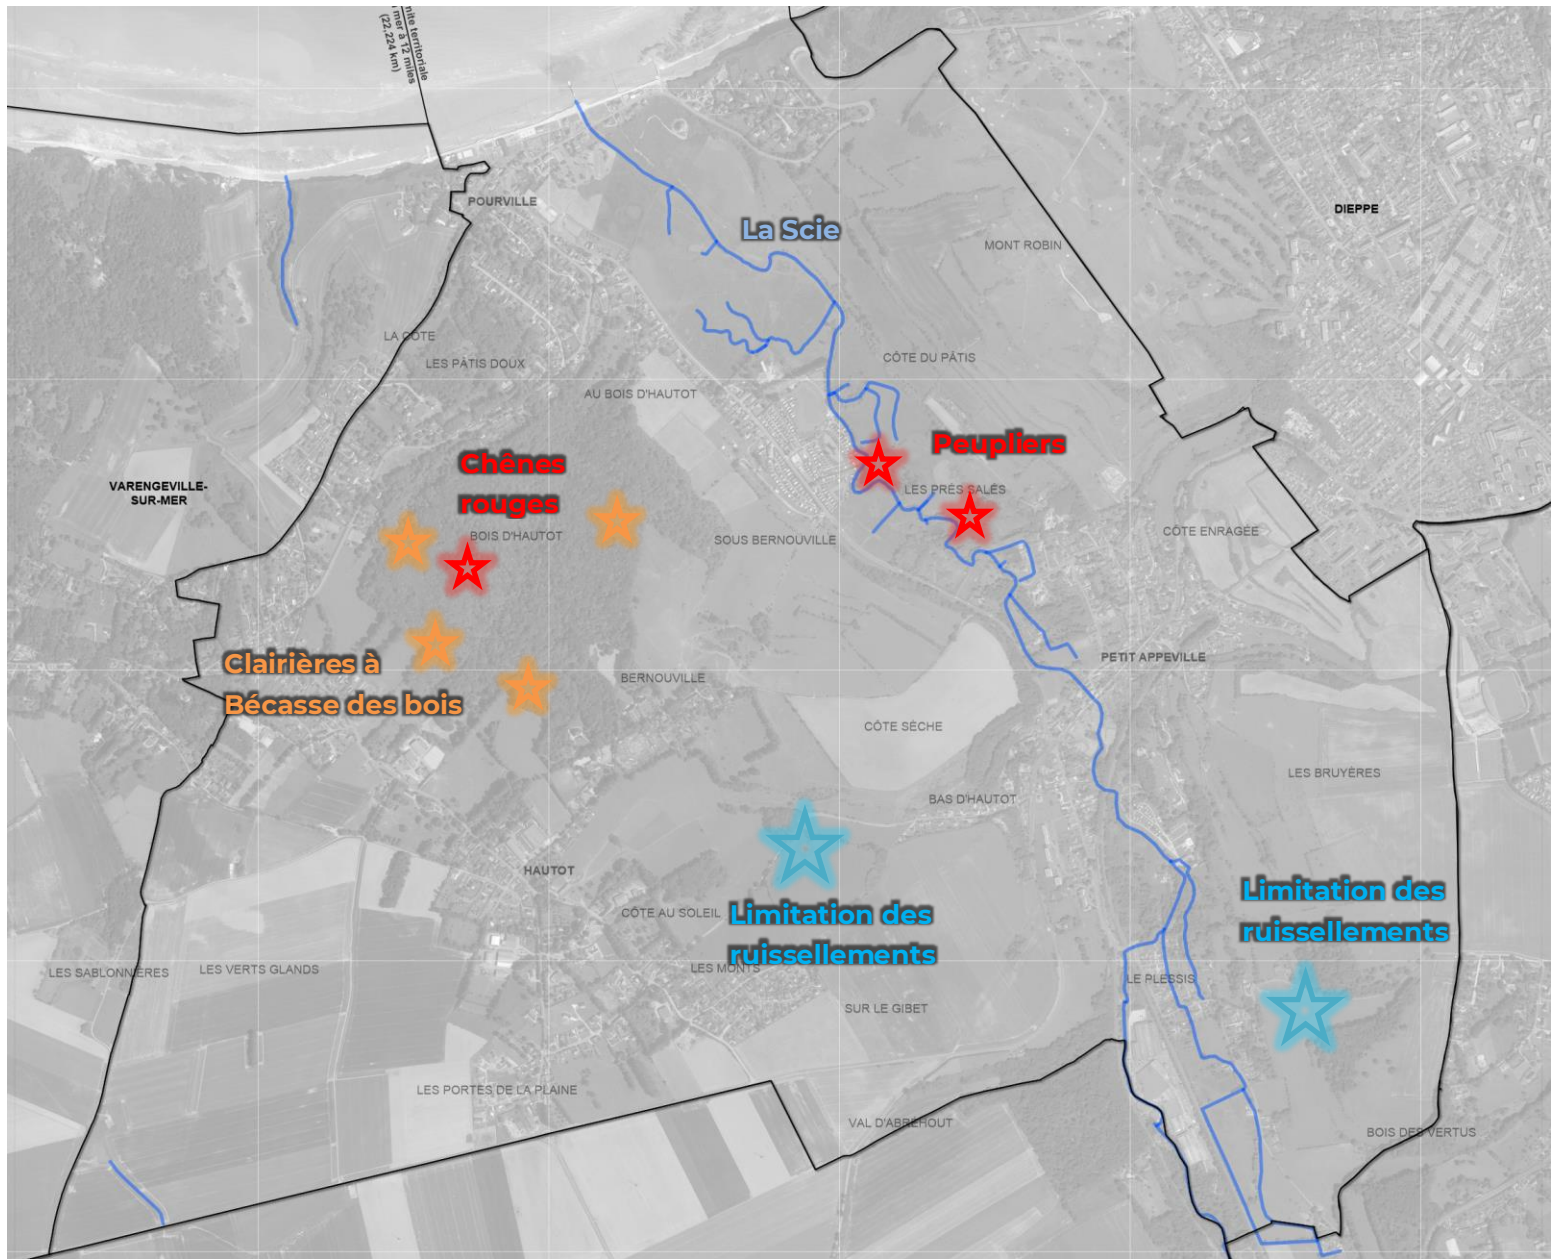 mite territoriale
mer à 12 miles
(22,224 km)
POURVILLE
DIEPPE
La Scie
MONT ROBIN
LA CÔTE
LES PÂTIS DOUX
CÔTE DU PÂTIS
AU BOIS D'HAUTOT
Chênes
rouges
Peupliers
VARENGEVILLE-
SUR-MER
LES PRÉS SALÉS
BOIS D'HAUTOT
SOUS BERNOUVILLE
CÔTE ENRAGÉE
Clairières à
Bécasse des bois
PETIT APPEVILLE
BERNOUVILLE
CÔTE SÈCHE
LES BRUYÈRES
BAS D'HAUTOT
HAUTOT
Limitation des
ruissellements
CÔTE AU SOLEIL
Limitation des
ruissellements
LES SABLONNIÈRES
LES VERTS GLANDS
LES MONTS
LE PLESSIS
SUR LE GIBET
LES PORTES DE LA PLAINE
VAL D'ABRÉHOUT
BOIS DES VERTUS